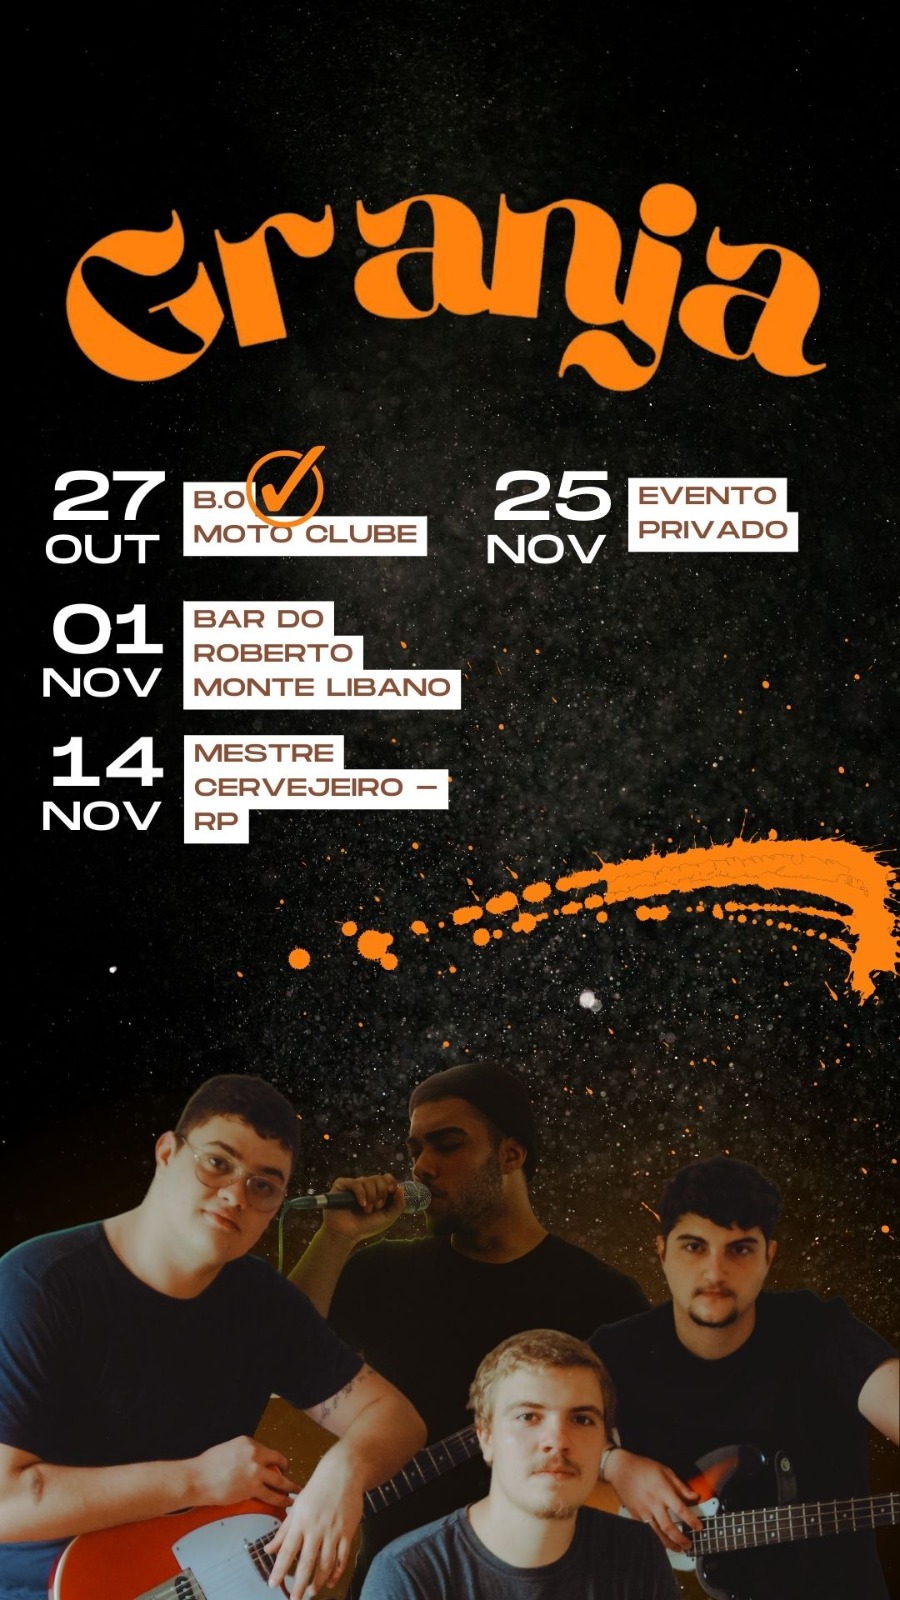 Granja
27
OUT
B.O
MOTO CLUBE
01
NOV
BAR DO
ROBERTO
MONTE LIBANO
14
NOV
MESTRE
CERVEJEIRO –
RP
25
NOV
EVENTO
PRIVADO